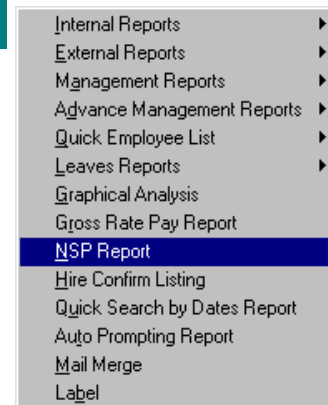 Internal Reports
External Reports
Management Reports
Advance Management Reports
Quick Employee List
Leaves Reports
Graphical Analysis
Gross Rate Pay Report
NSP Report
Hire Confirm Listing
Quick Search by Dates Report
Auto Prompting Report
Mail Merge
Label